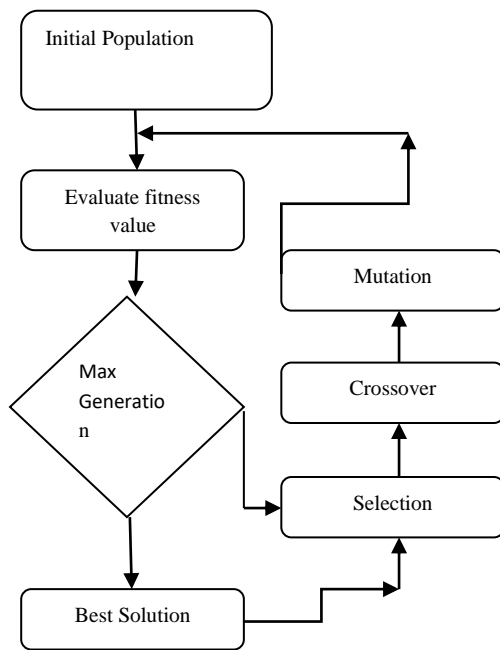 Initial Population
Evaluate fitness
value
Max
Generatio
n
Best Solution
Mutation
Crossover
Selection